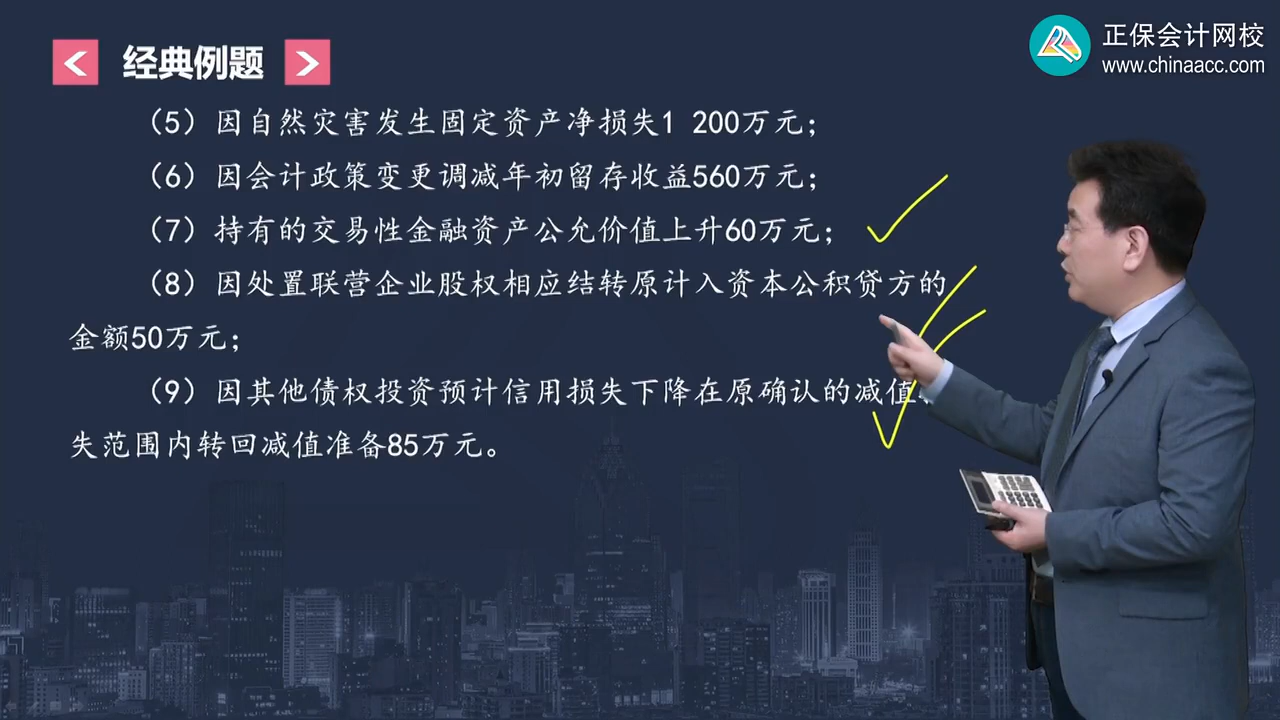 经典例题
正保会计网校
www.chinaacc.com
（5）因自然灾害发生固定资产净损失1 200万元；
（6）因会计政策变更调减年初留存收益560万元；
（7）持有的交易性金融资产公允价值上升60万元；
（8）因处置联营企业股权相应结转原计入资本公积贷方的
金额50万元；
（9）因其他债权投资预计信用损失下降在原确认的减值
失范围内转回减值准备85万元。